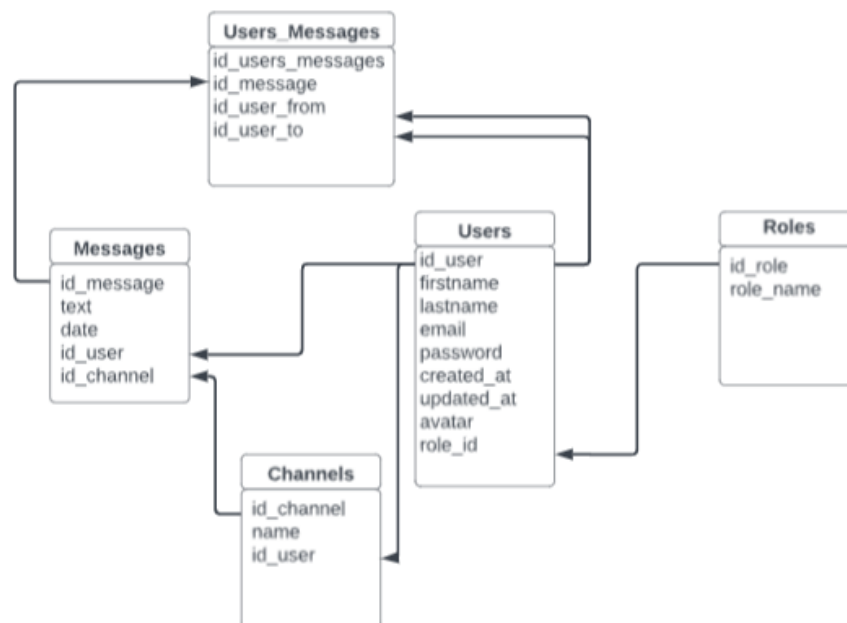 Users_Messages
id_users_messages
id_message
id_user_from
id_user_to
Messages
id_message
text
date
id_user
id_channel
Users
id_user
firstname
lastname
email
password
created_at
updated_at
avatar
role_id
Roles
id_role
role_name
Channels
id_channel
name
id_user